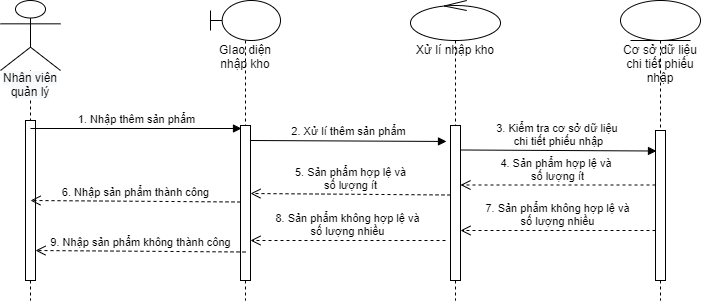 Nhân viên
quản lý
Giao diện
nhập kho
Xử lí nhập kho
Cơ sở dữ liệu
chi tiết phiếu
nhập
1. Nhập thêm sản phẩm
2. Xử lí thêm sản phẩm
3. Kiểm tra cơ sở dữ liệu
chi tiết phiếu nhập
4. Sản phẩm hợp lệ và
số lượng ít
5. Sản phẩm hợp lệ và
số lượng ít
6. Nhập sản phẩm thành công
7. Sản phẩm không hợp lệ và
số lượng nhiều
8. Sản phẩm không hợp lệ và
số lượng nhiều
9. Nhập sản phẩm không thành công